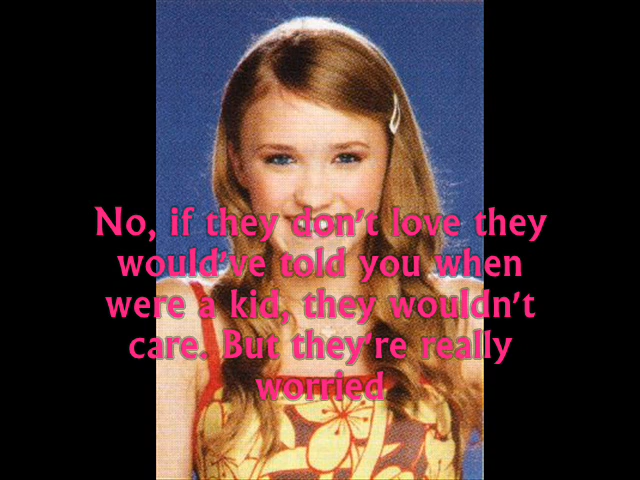 No, if they don't love they
would've told you when
were a kid, they wouldn't
care. But they're really
worried